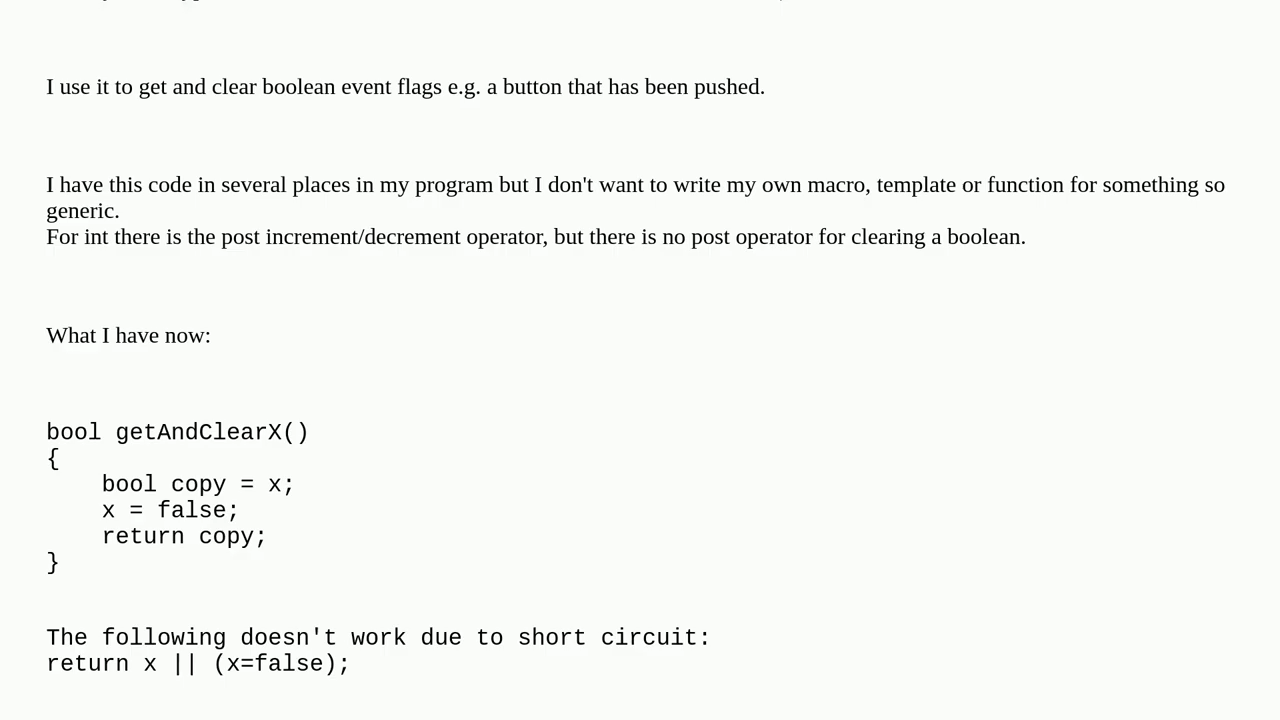 I use it to get and clear boolean event flags e.g. a button that has been pushed.
I have this code in several places in my program but I don't want to write my own macro, template or function for something so
generic.
For int there is the post increment/decrement operator, but there is no post operator for clearing a boolean.
What I have now:
bool getAndClearX()
{
    bool copy = x;
    x = false;
    return copy;
}
The following doesn't work due to short circuit:
return x || (x=false);